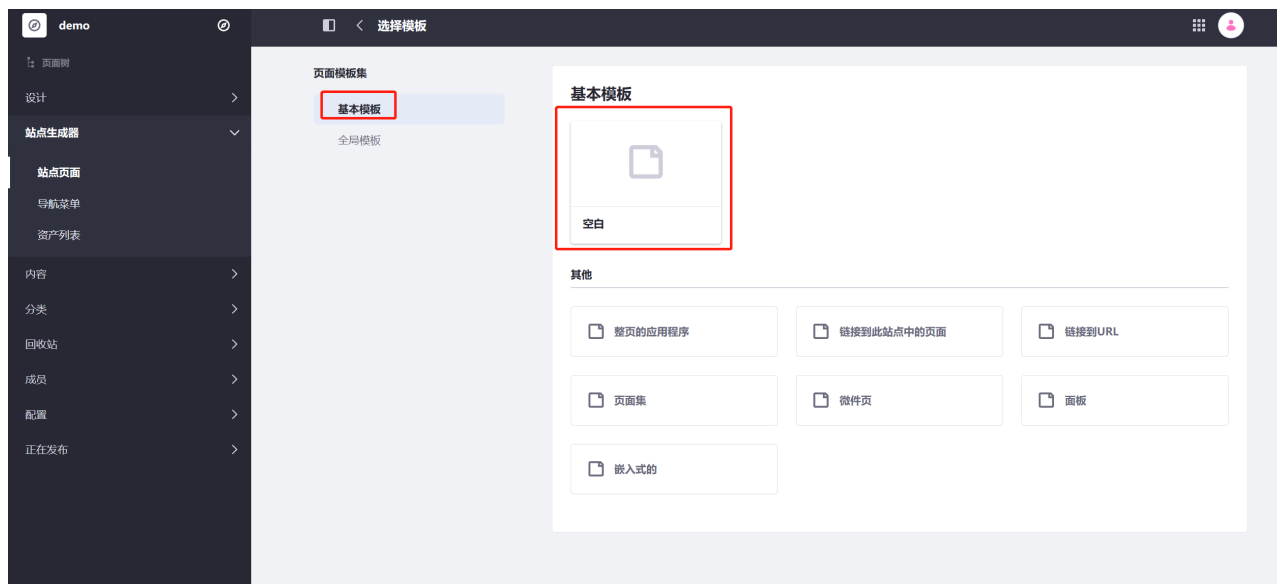 demo
页面树
设计
站点生成器
站点页面
导航菜单
资产列表
内容
分类
回收站
成员
配置
正在发布
选择模板
页面模板集
基本模板
全局模板
基本模板
空白
其他
整页的应用程序
链接到此站点中的页面
链接到URL
页面集
微件页
面板
嵌入式的